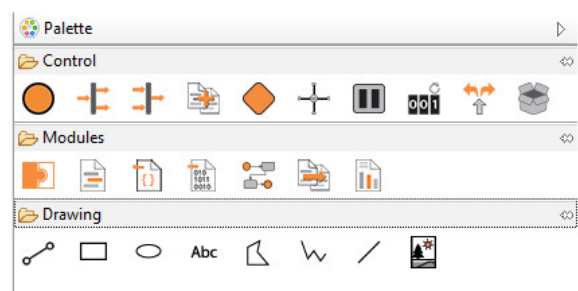 Palette
Control
001
Modules
{}
010
1011
0010
Drawing
Abc